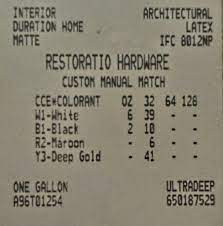 INTERIOR ARCHITECTURAL
DURATION HOME LATEX
MATTE IFC 8012NP
RESTORATIO HARDWARE
CUSTOM MANUAL MATCH
CCE*COLORANT OZ 32 64 128
W1-White 6 39 - -
B1-Black 2 10 - -
R2-Maroon - 6 - -
Y3-Deep Gold - 41 - -
ONE GALLON ULTRADEEP
A96T01254 650187529